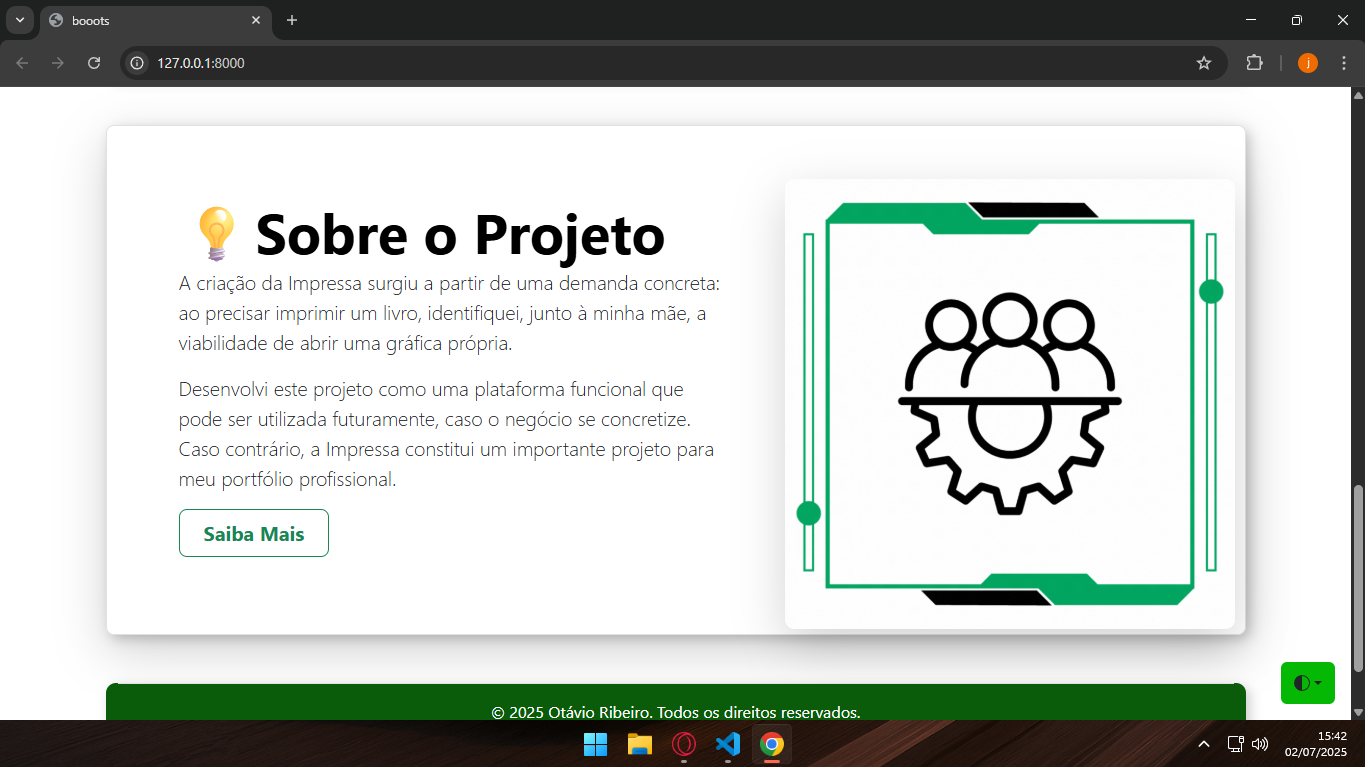 booots
127.0.0.1:8000
j
💡 Sobre o Projeto
A criação da Impressa surgiu a partir de uma demanda concreta:
ao precisar imprimir um livro, identifiquei, junto à minha mãe, a
viabilidade de abrir uma gráfica própria.
Desenvolvi este projeto como uma plataforma funcional que
pode ser utilizada futuramente, caso o negócio se concretize.
Caso contrário, a Impressa constitui um importante projeto para
meu portfólio profissional.
Saiba Mais
© 2025 Otávio Ribeiro. Todos os direitos reservados.
15:42
02/07/2025